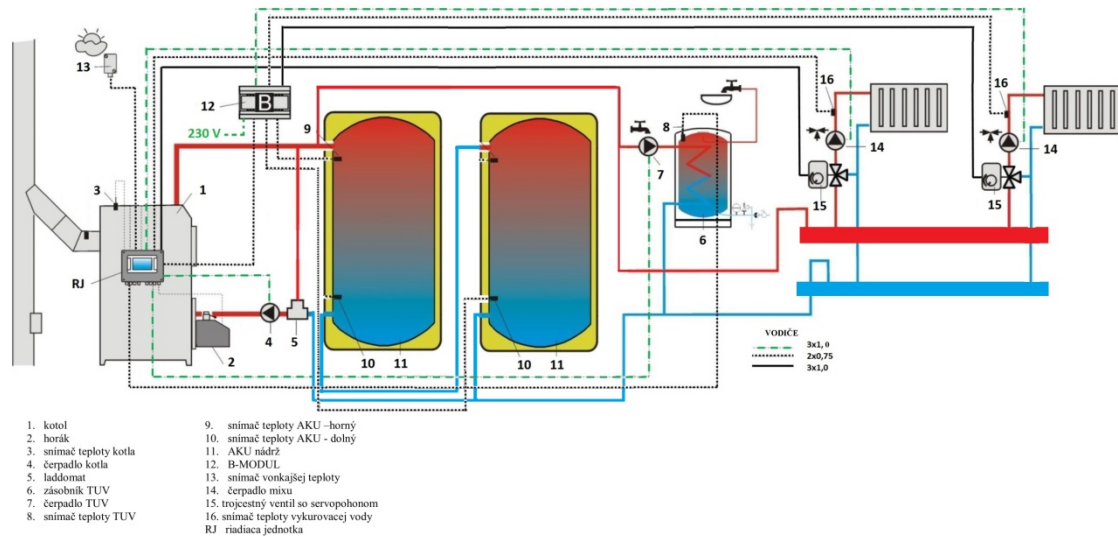 13
12
B
230 V
9
3
1
RJ
4
5
2
10
11
10
11
7
8
6
16
14
15
16
14
15
VODIČE
3x1, 0
2x0,75
3x1,0
1. kotol
2. horák
3. snímač teploty kotla
4. čerpadlo kotla
5. laddomat
6. zásobník TUV
7. čerpadlo TUV
8. snímač teploty TUV
9. snímač teploty AKU –horný
10. snímač teploty AKU - dolný
11. AKU nádrž
12. B-MODUL
13. snímač vonkajšej teploty
14. čerpadlo mixu
15. trojcestný ventil so servopohonom
16. snímač teploty vykurovacej vody
RJ riadiaca jednotka